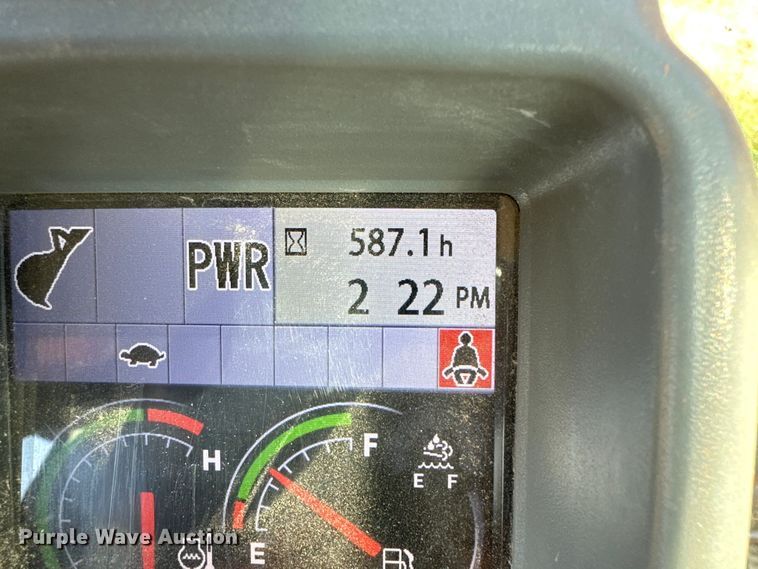 587.1 h
PWR
2 22 PM
H
F
E F
E
Purple Wave Auction